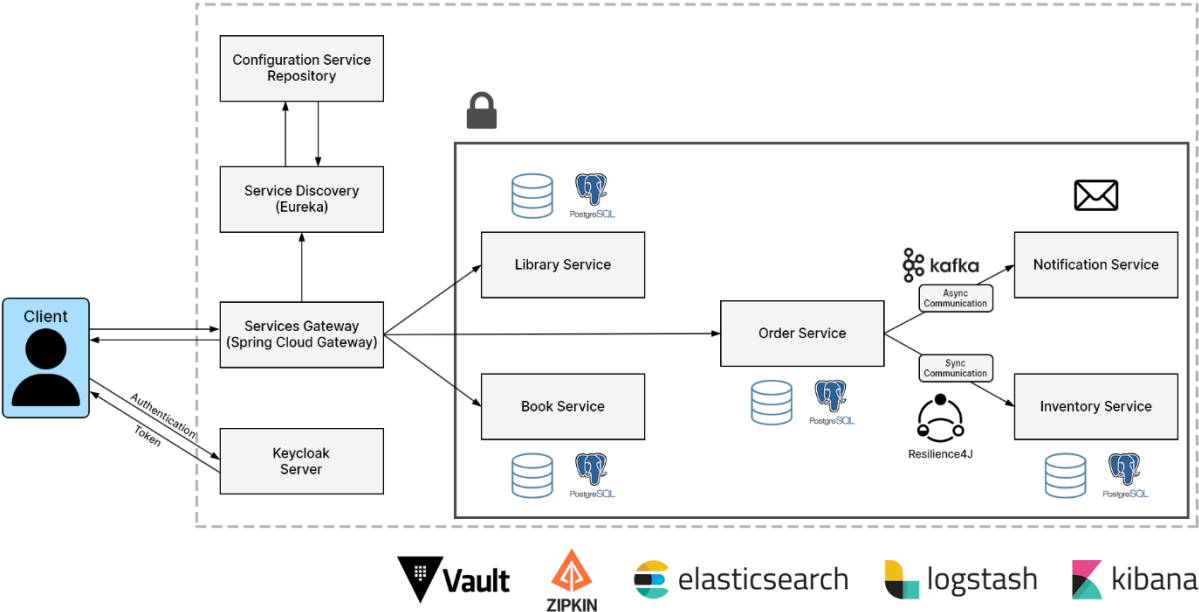 Configuration Service
Repository
Service Discovery
(Eureka)
PostgreSQL
Library Service
kafka
Async
Communication
Notification Service
Client
Services Gateway
(Spring Cloud Gateway)
Order Service
Sync
Communication
PostgreSQL
Book Service
Inventory Service
Resilience4J
Authentication
Token
Keycloak
Server
PostgreSQL
PostgreSQL
Vault
ZIPKIN
elasticsearch
logstash
kibana